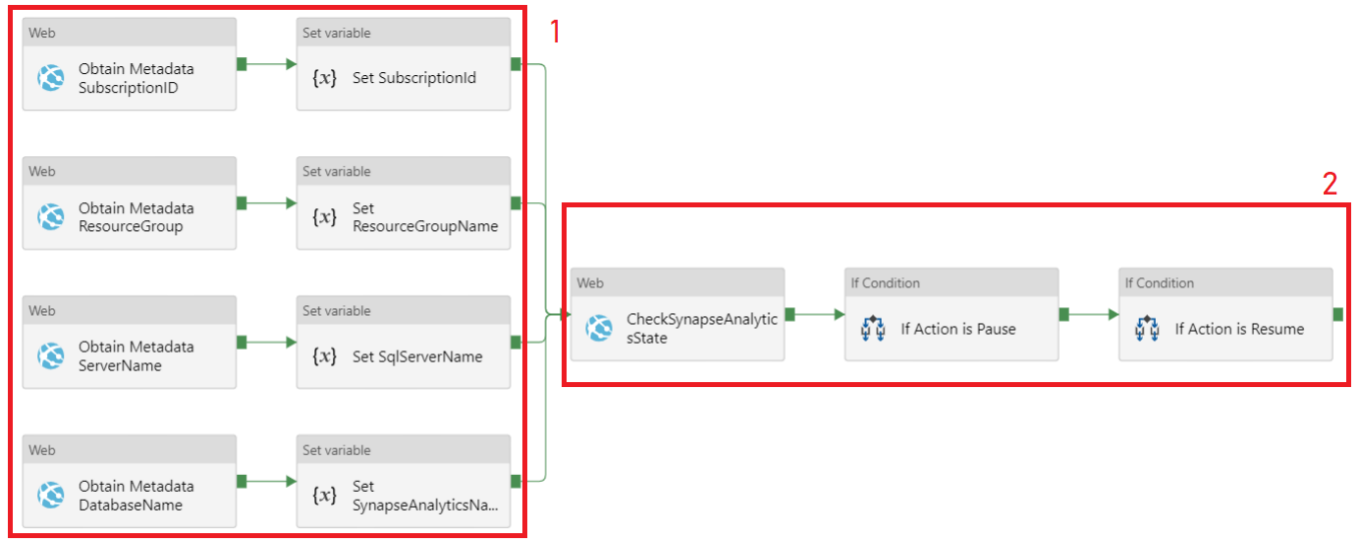 Web
Obtain Metadata
SubscriptionID
Set variable
{x} Set SubscriptionId
1
Web
Obtain Metadata
ResourceGroup
Set variable
{x} Set
ResourceGroupName
Web
Obtain Metadata
ServerName
Set variable
{x} Set SqlServerName
Web
Obtain Metadata
DatabaseName
Set variable
{x} Set
SynapseAnalyticsNa...
2
Web
CheckSynapseAnalytic
sState
If Condition
If Action is Pause
If Condition
If Action is Resume